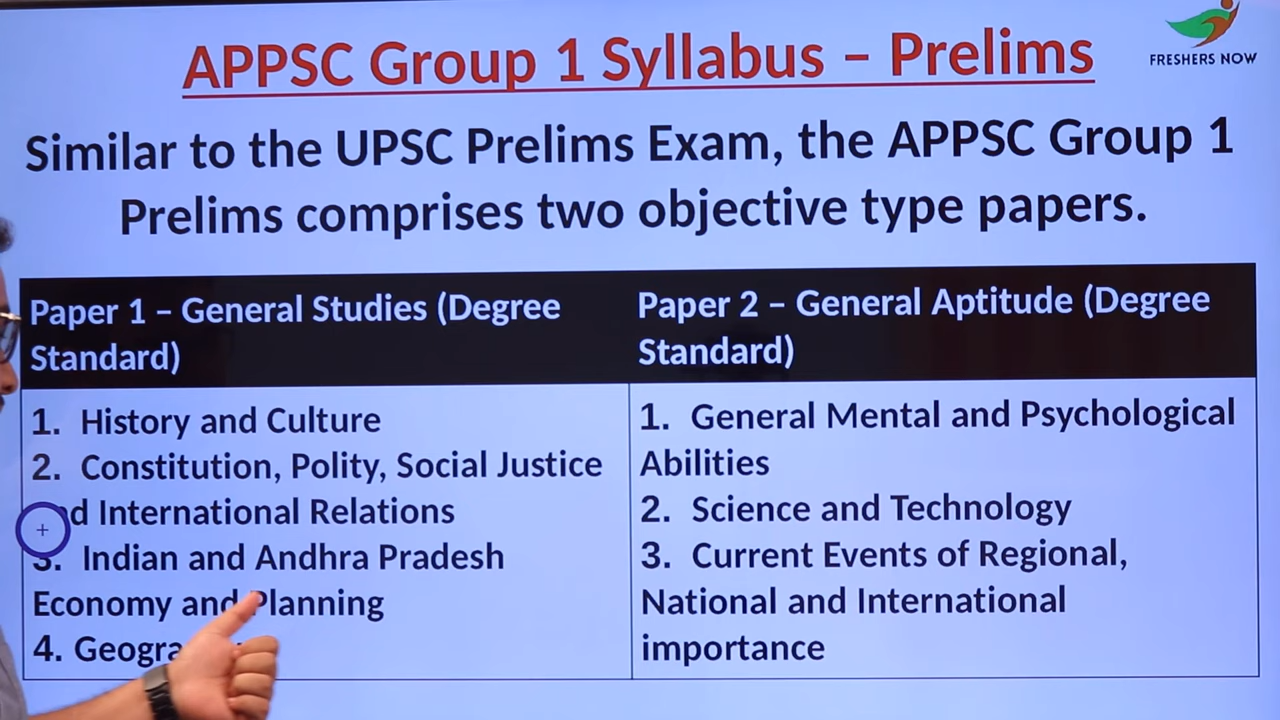 APPSC Group 1 Syllabus – Prelims
FRESHERS NOW
Similar to the UPSC Prelims Exam, the APPSC Group 1
Prelims comprises two objective type papers.
Paper 1 – General Studies (Degree
Standard)
1. History and Culture
2. Constitution, Polity, Social Justice
International Relations
3. Indian and Andhra Pradesh
Economy and Planning
4.
Paper 2 – General Aptitude (Degree
Standard)
1. General Mental and Psychological
Abilities
2. Science and Technology
3. Current Events of Regional,
National and International
importance